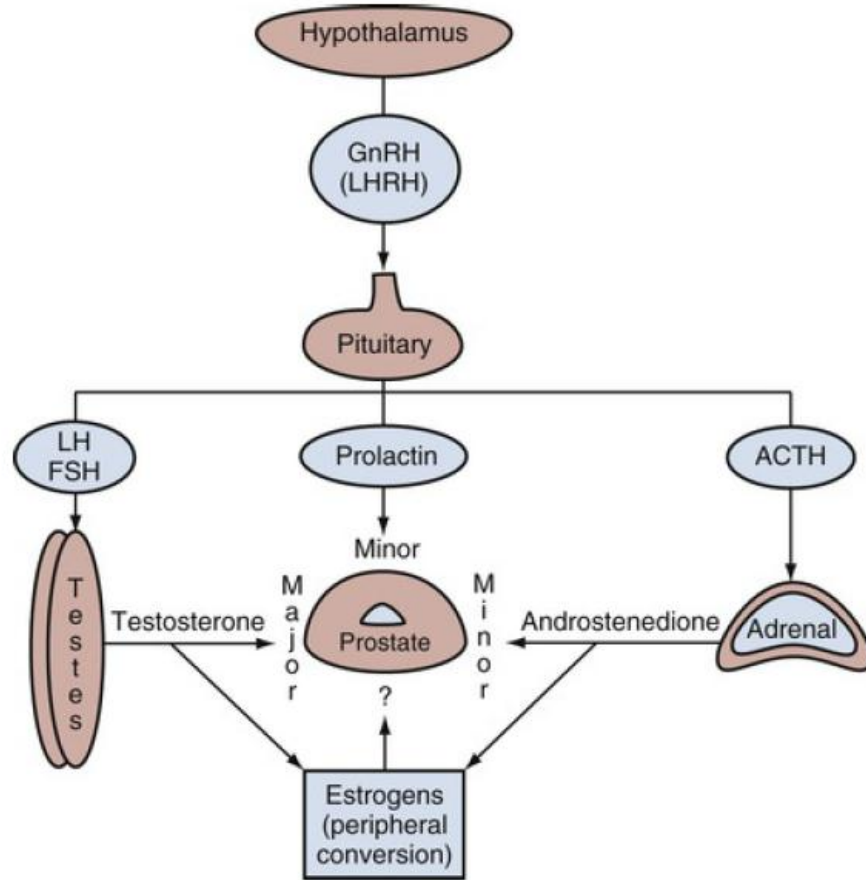 Hypothalamus
GnRH
(LHRH)
Pituitary
LH
FSH
Prolactin
ACTH
Minor
Testes
Testosterone
Major
Prostate
Minor
Androstenedione
Adrenal
?
Estrogens
(peripheral
conversion)